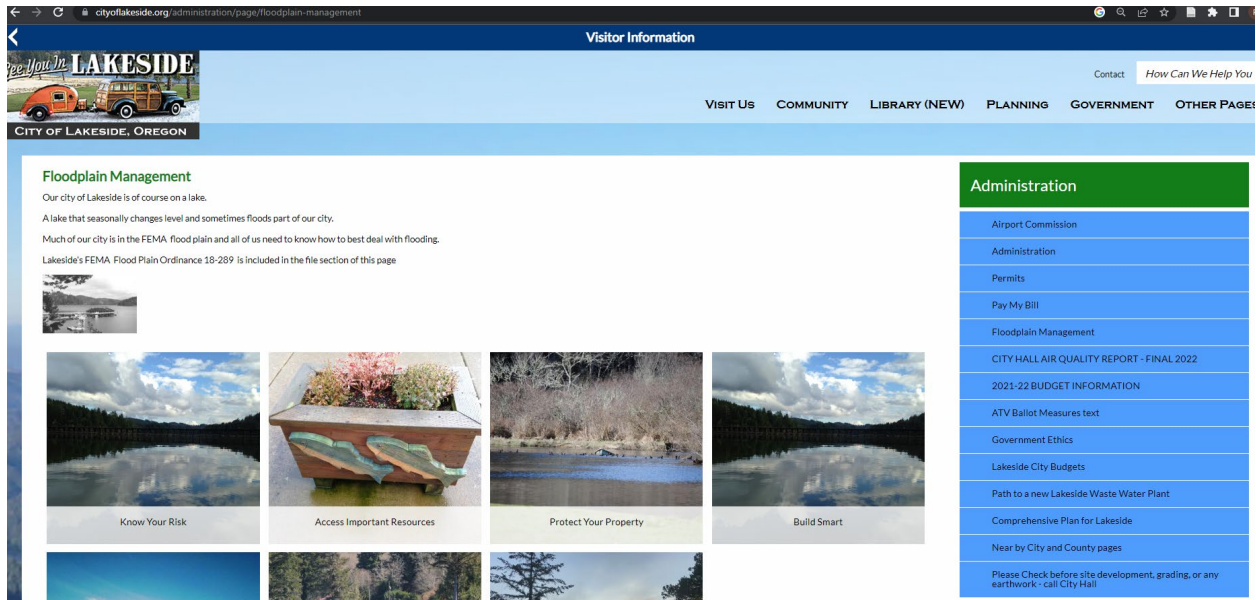 cityoflakeside.org/administration/page/floodplain-management
Visitor Information
See You In LAKESIDE
CITY OF LAKESIDE, OREGON
Contact
How Can We Help You
VISIT US
COMMUNITY
LIBRARY (NEW)
PLANNING
GOVERNMENT
OTHER PAGES
Floodplain Management
Our city of Lakeside is of course on a lake.
A lake that seasonally changes level and sometimes floods part of our city.
Much of our city is in the FEMA flood plain and all of us need to know how to best deal with flooding.
Lakeside's FEMA Flood Plain Ordinance 18-289 is included in the file section of this page
Know Your Risk
Access Important Resources
Protect Your Property
Build Smart
Administration
Airport Commission
Administration
Permits
Pay My Bill
Floodplain Management
CITY HALL AIR QUALITY REPORT - FINAL 2022
2021-22 BUDGET INFORMATION
ATV Ballot Measures text
Government Ethics
Lakeside City Budgets
Path to a new Lakeside Waste Water Plant
Comprehensive Plan for Lakeside
Near by City and County pages
Please Check before site development, grading, or any
earthwork - call City Hall